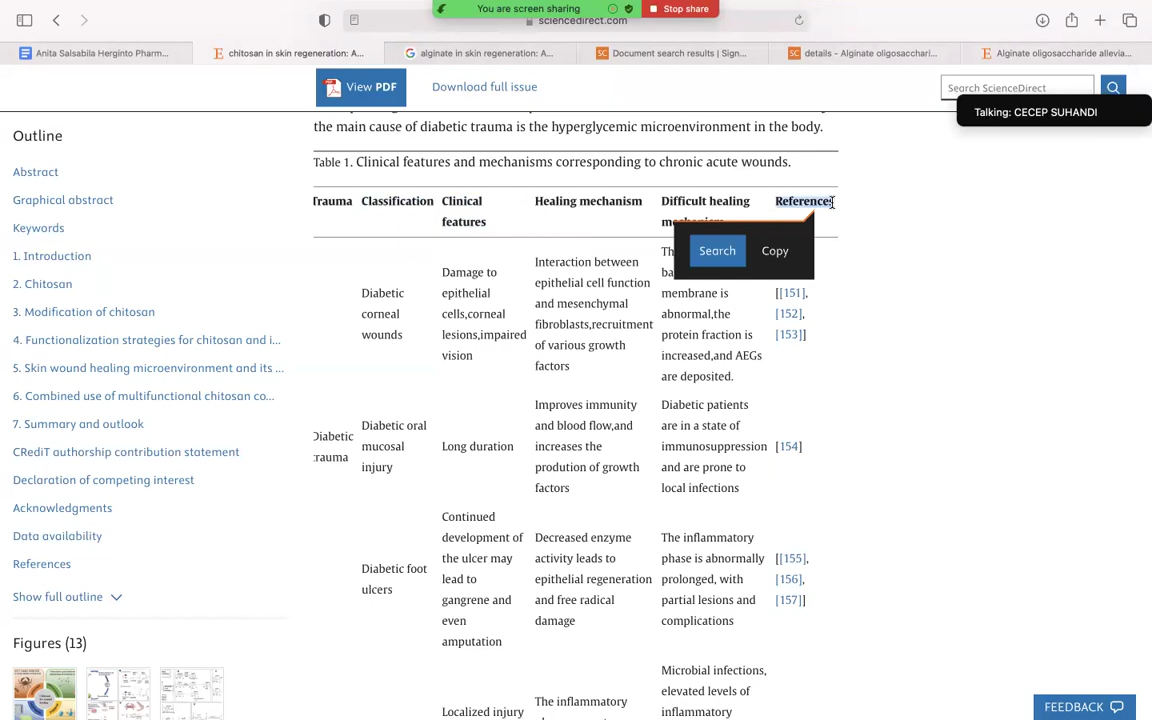 You are screen sharing
Stop share
sciencedirect.com
Anita Salsabila Herginto Pharm...
chitosan in skin regeneration: A...
alginate in skin regeneration: A...
Document search results | Sign...
details - Alginate oligosacchari...
Alginate oligosaccharide allevia...
View PDF
Download full issue
Search ScienceDirect
Talking: CECEP SUHANDI
Outline
Abstract
Graphical abstract
Keywords
1. Introduction
2. Chitosan
3. Modification of chitosan
4. Functionalization strategies for chitosan and i...
5. Skin wound healing microenvironment and its ...
6. Combined use of multifunctional chitosan co...
7. Summary and outlook
CRediT authorship contribution statement
Declaration of competing interest
Acknowledgments
Data availability
References
Show full outline
Figures (13)
the main cause of diabetic trauma is the hyperglycemic microenvironment in the body.
Table 1. Clinical features and mechanisms corresponding to chronic acute wounds.
Trauma
Classification
Clinical
features
Healing mechanism
Difficult healing
References
Search
Copy
Diabetic
trauma
Diabetic
corneal
wounds
Damage to
epithelial
cells,corneal
lesions,impaired
vision
Interaction between
epithelial cell function
and mesenchymal
fibroblasts,recruitment
of various growth
factors
membrane is
abnormal,the
protein fraction is
increased,and AEGs
are deposited.
[[151],
[152],
[153]]
Diabetic oral
mucosal
injury
Long duration
Improves immunity
and blood flow,and
increases the
prodution of growth
factors
Diabetic patients
are in a state of
immunosuppression
and are prone to
local infections
[154]
Diabetic foot
ulcers
Continued
development of
the ulcer may
lead to
gangrene and
even
amputation
Decreased enzyme
activity leads to
epithelial regeneration
and free radical
damage
The inflammatory
phase is abnormally
prolonged, with
partial lesions and
complications
[[155],
[156],
[157]]
Localized injury
The inflammatory
Microbial infections,
elevated levels of
inflammatory
FEEDBACK